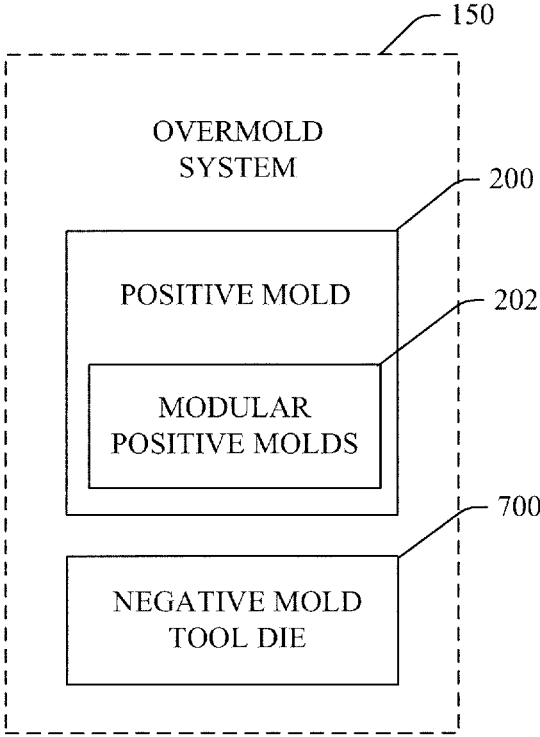 150
OVERMOLD
SYSTEM
200
POSITIVE MOLD
202
MODULAR
POSITIVE MOLDS
700
NEGATIVE MOLD
TOOL DIE